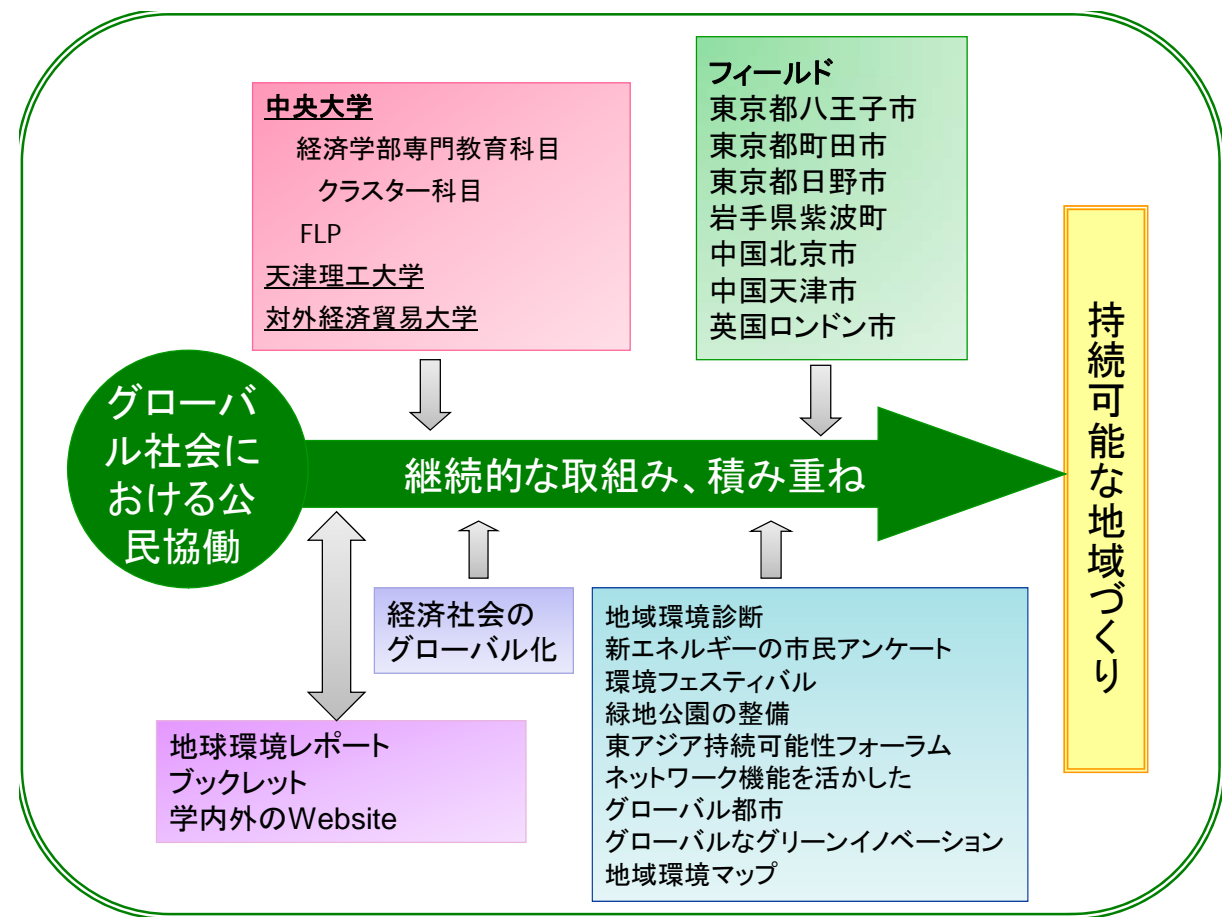 中央大学
経済学部専門教育科目
クラスター科目
FLP
天津理工大学
対外経済貿易大学
フィールド
東京都八王子市
東京都町田市
東京都日野市
岩手県紫波町
中国北京市
中国天津市
英国ロンドン市
グローバ
ル社会に
おける公
民協働
継続的な取組み、積み重ね
持続可能な地域づくり
経済社会の
グローバル化
地球環境レポート
ブックレット
学内外のWebsite
地域環境診断
新エネルギーの市民アンケート
環境フェスティバル
緑地公園の整備
東アジア持続可能性フォーラム
ネットワーク機能を活かした
グローバル都市
グローバルなグリーンイノベーション
地域環境マップ